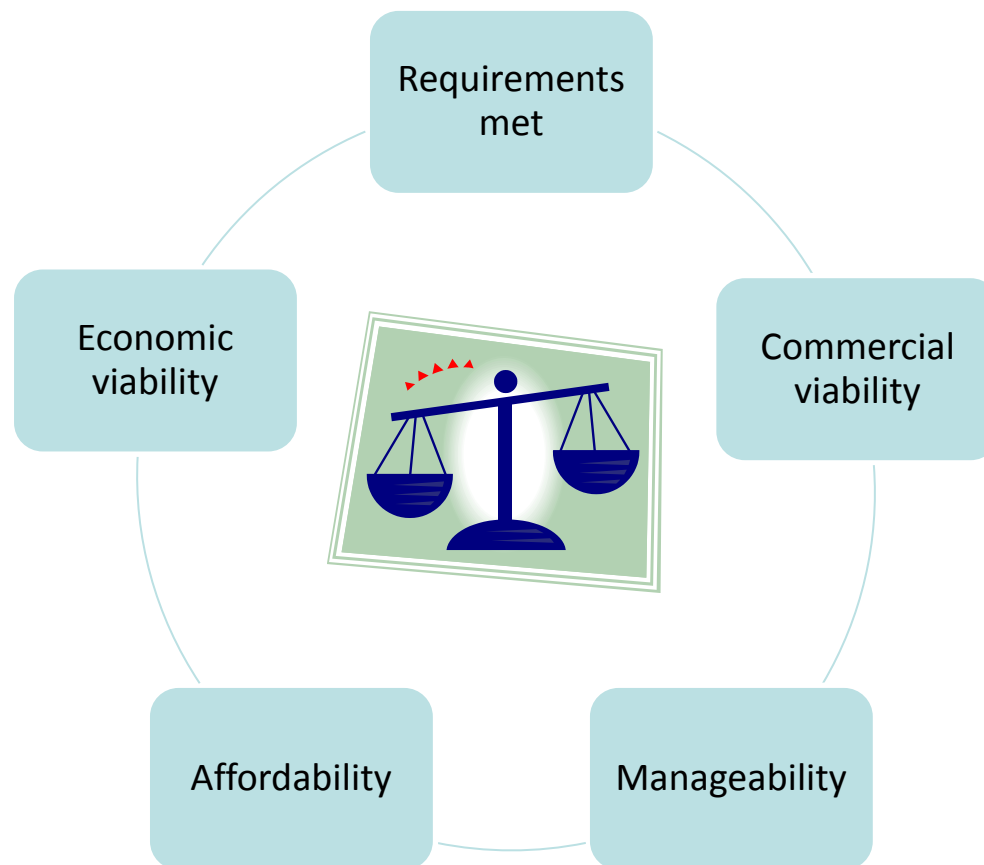 Requirements
met
Economic
viability
Commercial
viability
Affordability
Manageability